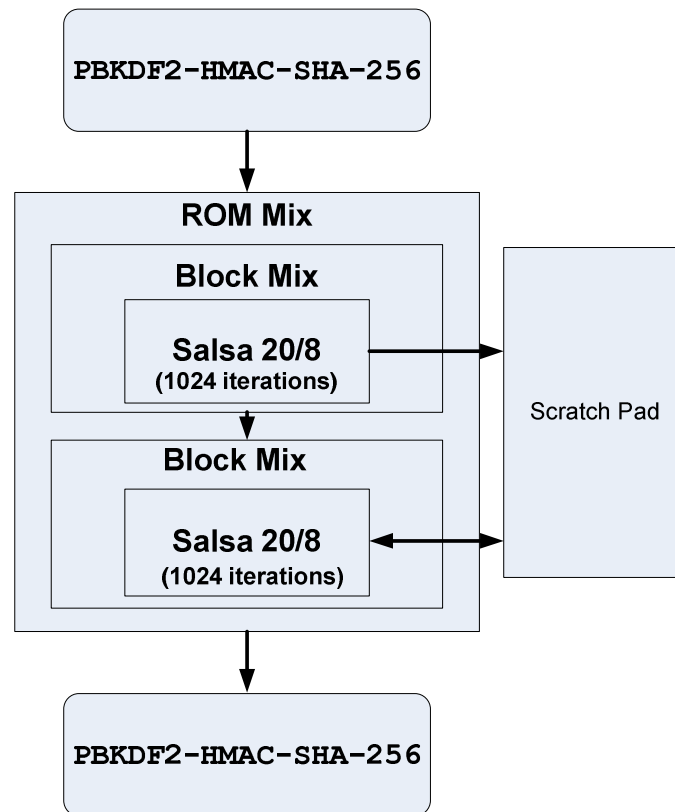 PBKDF2-HMAC-SHA-256
ROM Mix
Block Mix
Salsa 20/8
(1024 iterations)
Scratch Pad
Block Mix
Salsa 20/8
(1024 iterations)
PBKDF2-HMAC-SHA-256